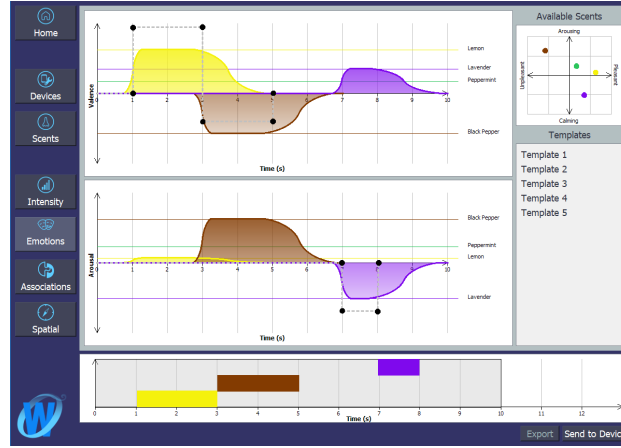 Home
Devices
Scents
Intensity
Emotions
Associations
Spatial
Valence
Lemon
Lavender
Peppermint
Black Pepper
0 1 2 3 4 5 6 7 8 9 10
Time (s)
Arousal
Black Pepper
Peppermint
Lemon
Lavender
0 1 2 3 4 5 6 7 8 9 10
Time (s)
Available Scents
Arousing
Unpleasant
Pleasant
Calming
Templates
Template 1
Template 2
Template 3
Template 4
Template 5
0 1 2 3 4 5 6 7 8 9 10 11 12
Time (s)
W
Export Send to Devic